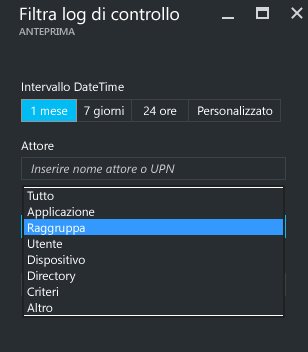 Filtra log di controllo
ANTEPRIMA
Intervallo DateTime
1 mese 7 giorni 24 ore Personalizzato
Attore
Inserire nome attore o UPN
Tutto
Applicazione
Raggruppa
Utente
Dispositivo
Directory
Criteri
Altro